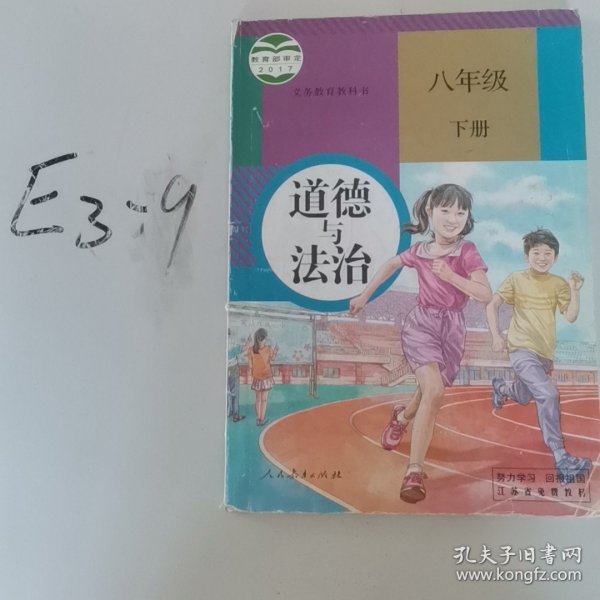 教育部审定
2017
义务教育教科书
八年级
下册
道德
与
法治
E3:9
人民教育出版社
努力学习 回报祖国
江苏省免费教材
孔夫子旧书网
www.kongfz.com